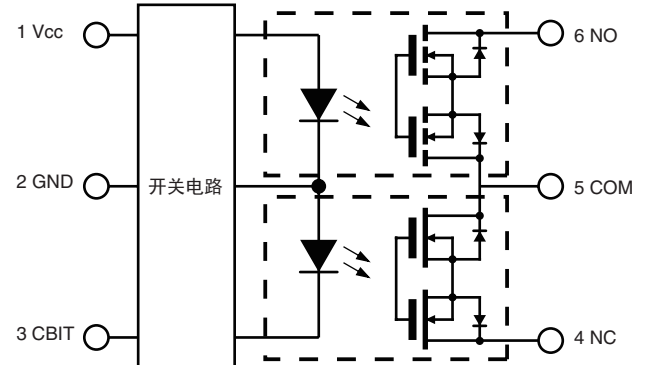 1 Vcc
6 NO
2 GND
开关电路
5 COM
3 CBIT
4 NC